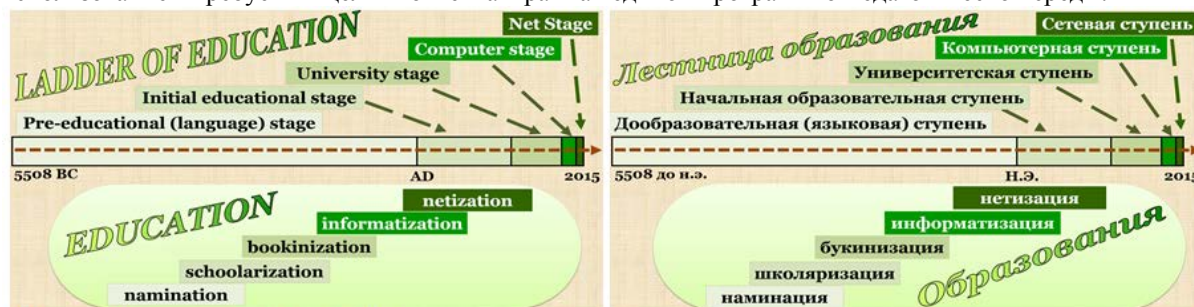 LADDER OF EDUCATION
Net Stage
Computer stage
University stage
Initial educational stage
Pre-educational (language) stage
5508 BC
AD
2015
EDUCATION
netization
informatization
bookinization
schoolarization
namination
Лестница образования
Сетевая ступень
Компьютерная ступень
Университетская ступень
Начальная образовательная ступень
Дообразовательная (языковая) ступень
5508 до н.э.
Н.Э.
2015
нетизация
информатизация
букинизация
школяризация
наминация
Образования